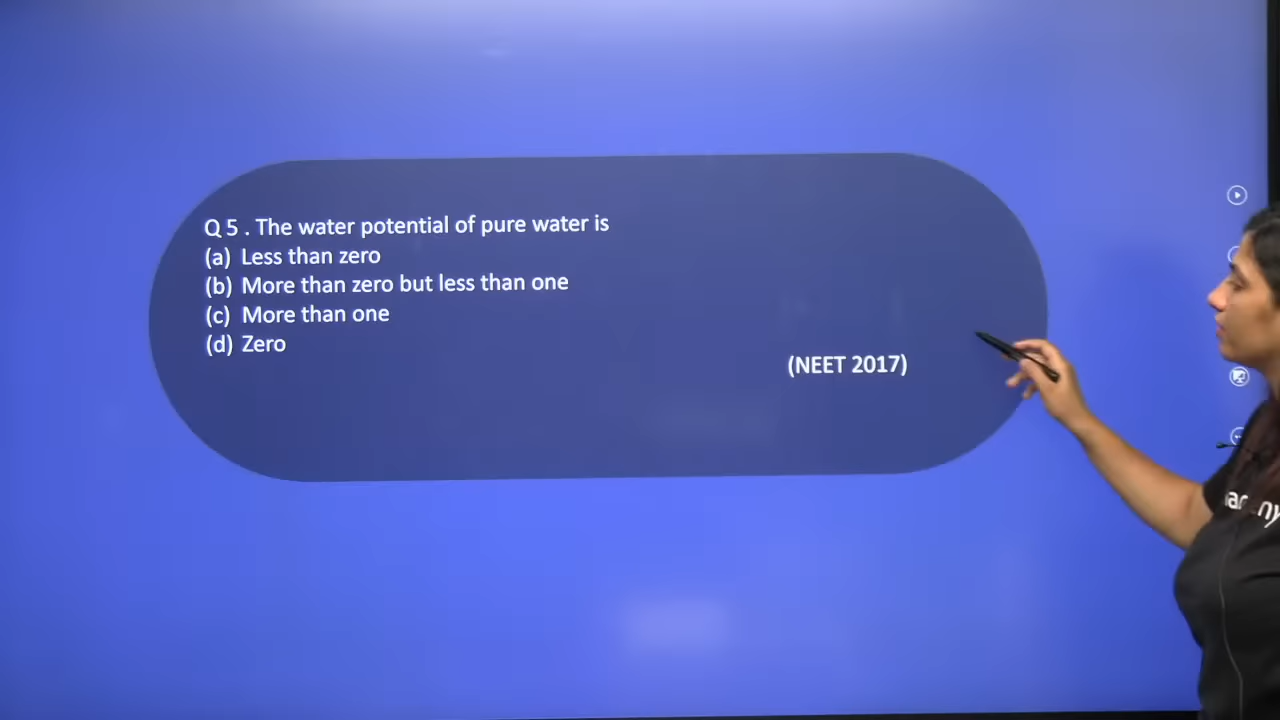 Q 5 . The water potential of pure water is
(a) Less than zero
(b) More than zero but less than one
(c) More than one
(d) Zero
(NEET 2017)